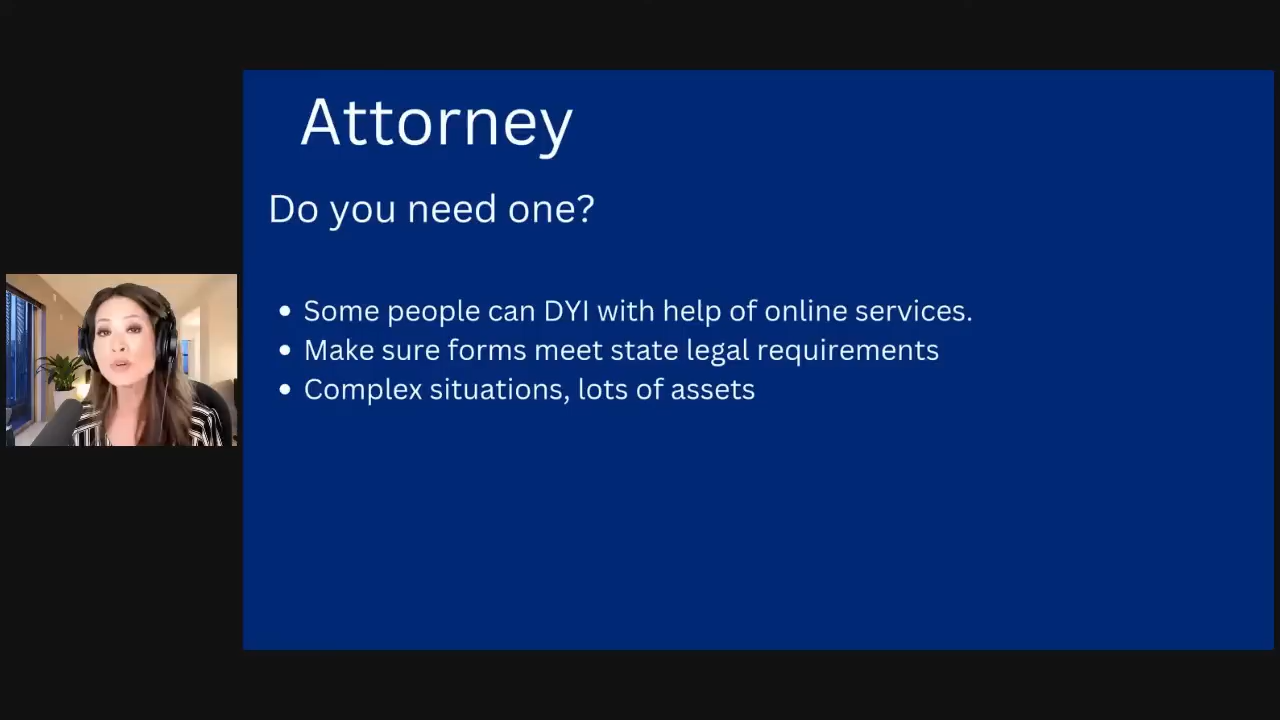 Attorney
Do you need one?
• Some people can DYI with help of online services.
• Make sure forms meet state legal requirements
• Complex situations, lots of assets